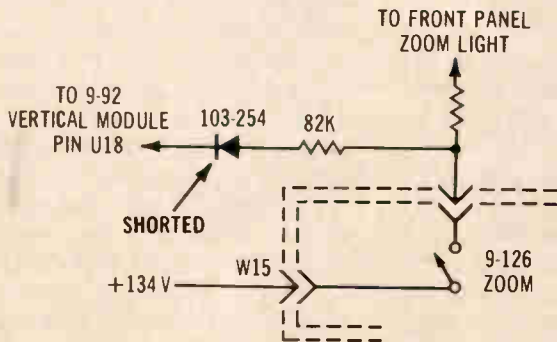 TO FRONT PANEL
ZOOM LIGHT
TO 9-92
VERTICAL MODULE
PIN U18
103-254
82K
SHORTED
+134 V
W15
9-126
ZOOM